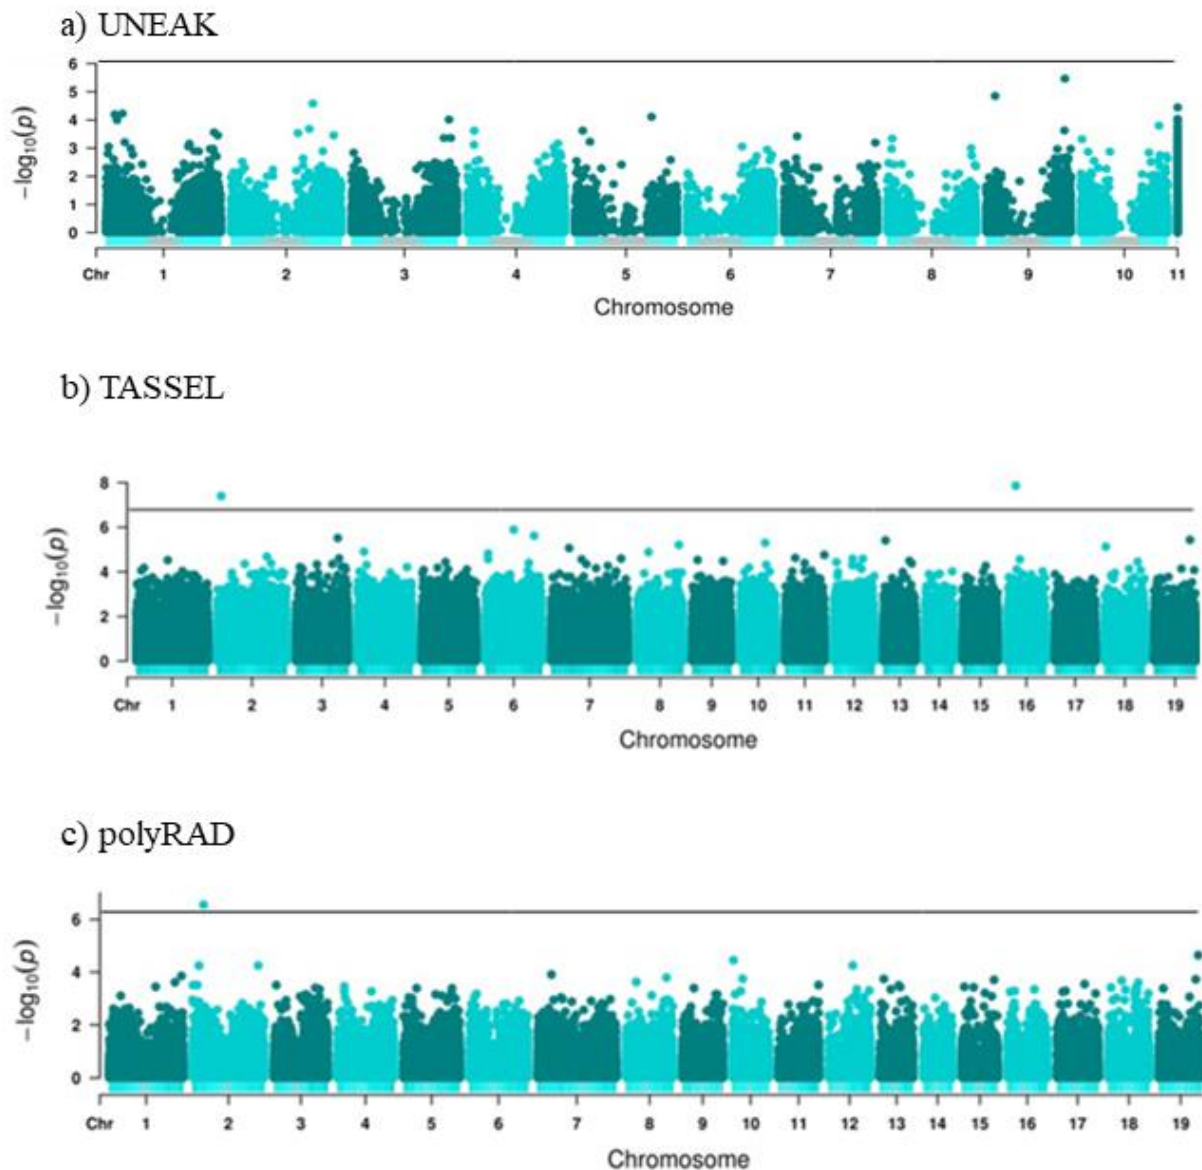 a) UNEAK
6
5
4
3
2
1
0
−log10(p)
Chr 1 2 3 4 5 6 7 8 9 10 11
Chromosome
b) TASSEL
8
6
4
2
0
−log10(p)
Chr 1 2 3 4 5 6 7 8 9 10 11 12 13 14 15 16 17 18 19
Chromosome
c) polyRAD
6
4
2
0
−log10(p)
Chr 1 2 3 4 5 6 7 8 9 10 11 12 13 14 15 16 17 18 19
Chromosome